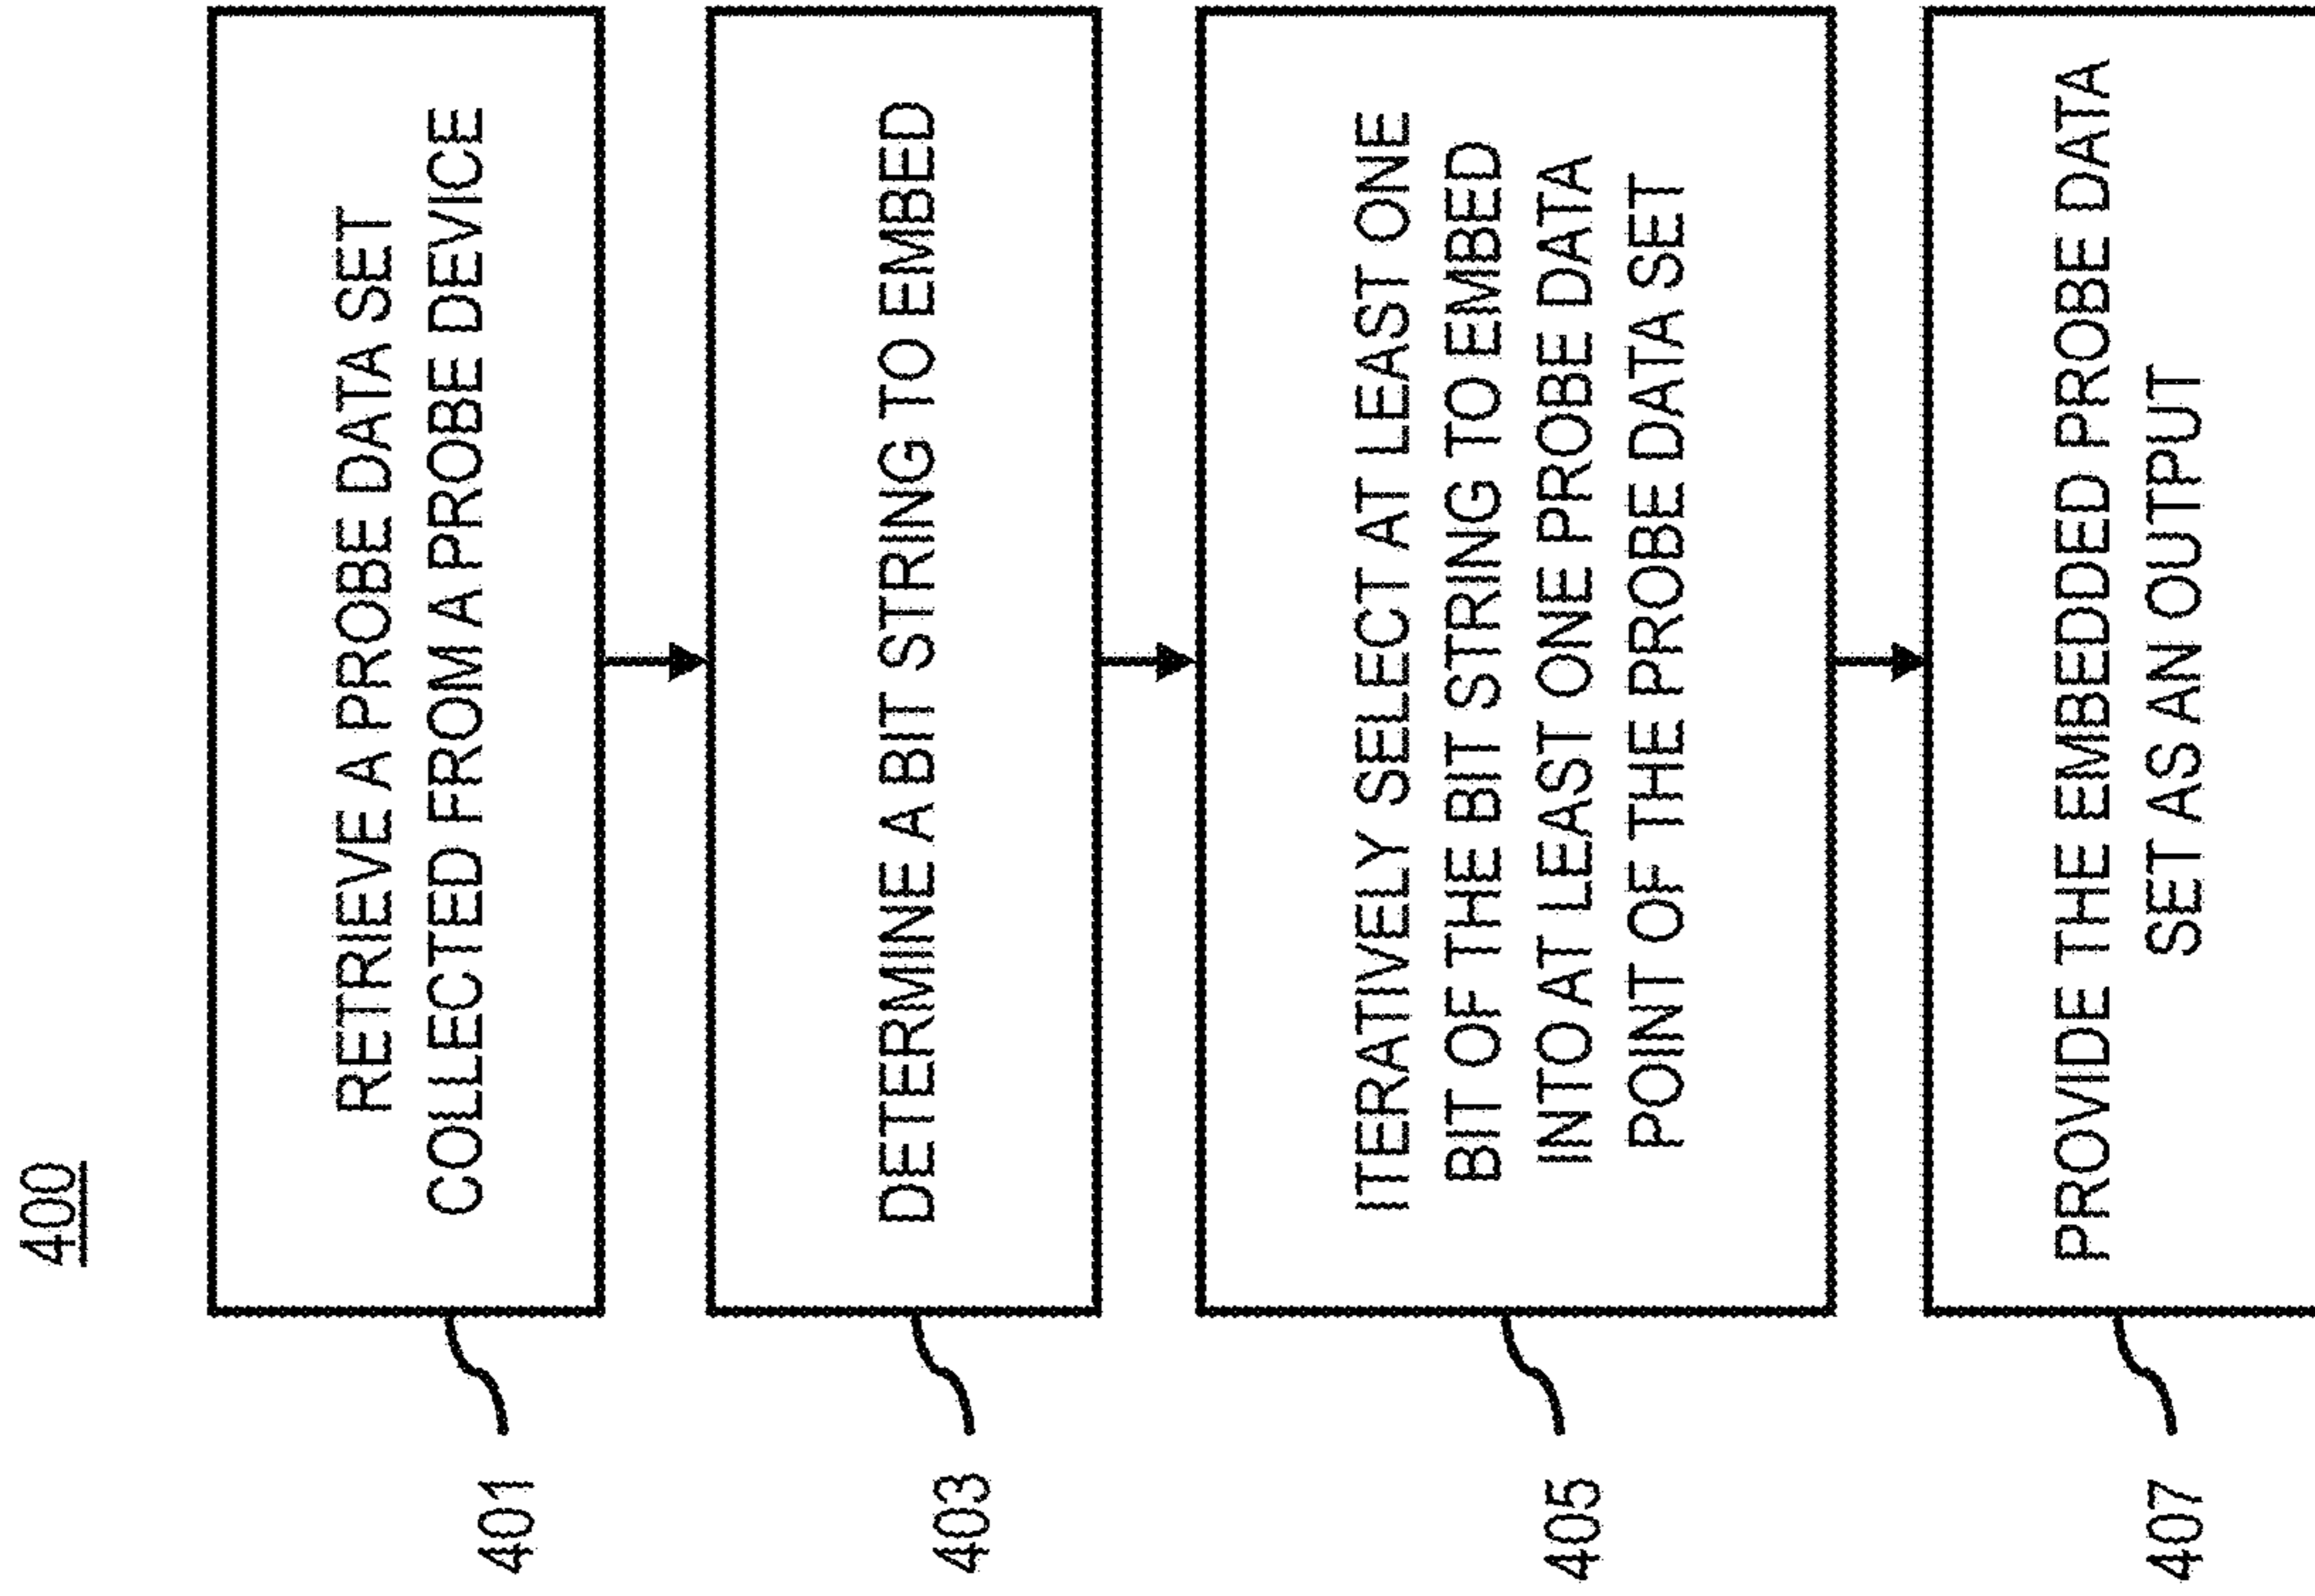 400
401
RETRIEVE A PROBE DATA SET
COLLECTED FROM A PROBE DEVICE
403
DETERMINE A BIT STRING TO EMBED
405
ITERATIVELY SELECT AT LEAST ONE
BIT OF THE BIT STRING TO EMBED
INTO AT LEAST ONE PROBE DATA
POINT OF THE PROBE DATA SET
407
PROVIDE THE EMBEDDED PROBE DATA
SET AS AN OUTPUT